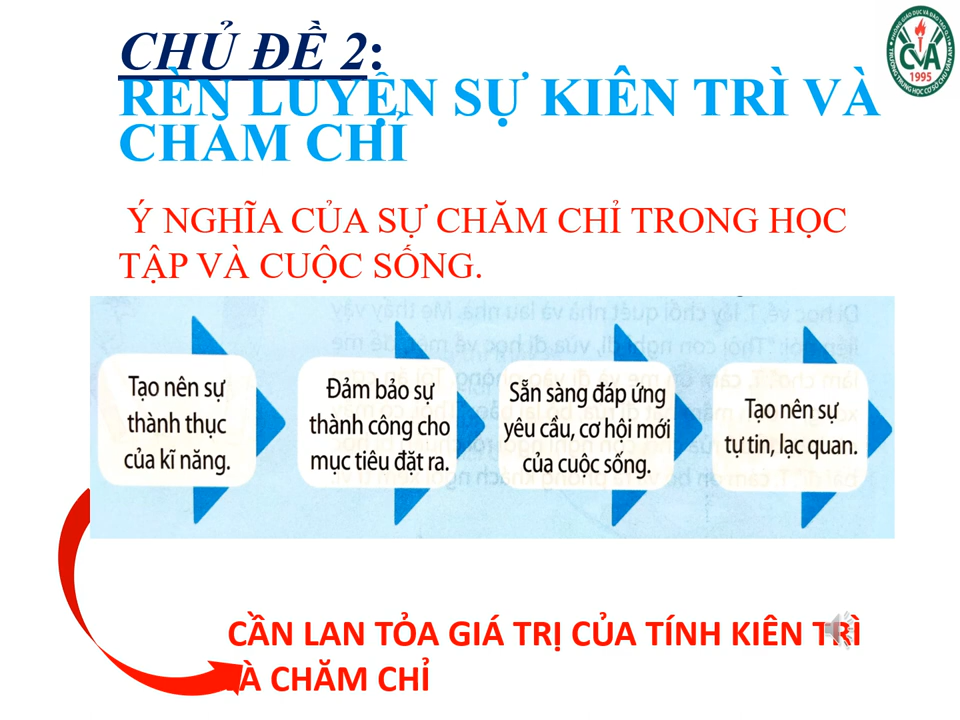 CHỦ ĐỀ 2:
RÈN LUYỆN SỰ KIÊN TRÌ VÀ
CHĂM CHỈ
CVA
1995
Ý NGHĨA CỦA SỰ CHĂM CHỈ TRONG HỌC
TẬP VÀ CUỘC SỐNG.
Tạo nên sự
thành thục
của kĩ năng.
Đảm bảo sự
thành công cho
mục tiêu đặt ra.
Sẵn sàng đáp ứng
yêu cầu, cơ hội mới
của cuộc sống.
Tạo nên sự
tự tin, lạc quan.
CẦN LAN TỎA GIÁ TRỊ CỦA TÍNH KIÊN TRÌ
VÀ CHĂM CHỈ